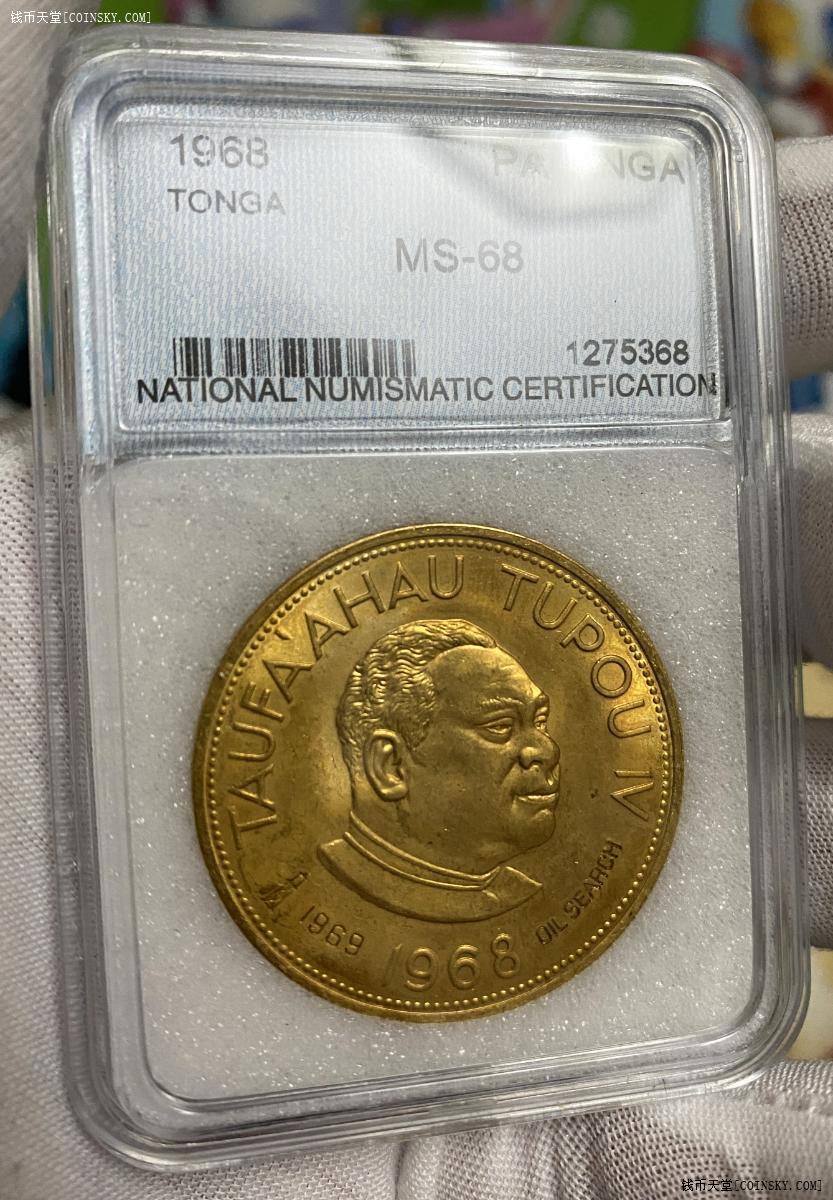 钱币天堂[COINSKY.COM]
1968
TONGA
MS-68
1275368
NATIONAL NUMISMATIC CERTIFICATION
TAUFA'AHAU TUPOU IV
1969
1968
OIL SEARCH
钱币天堂[COINSKY.COM]